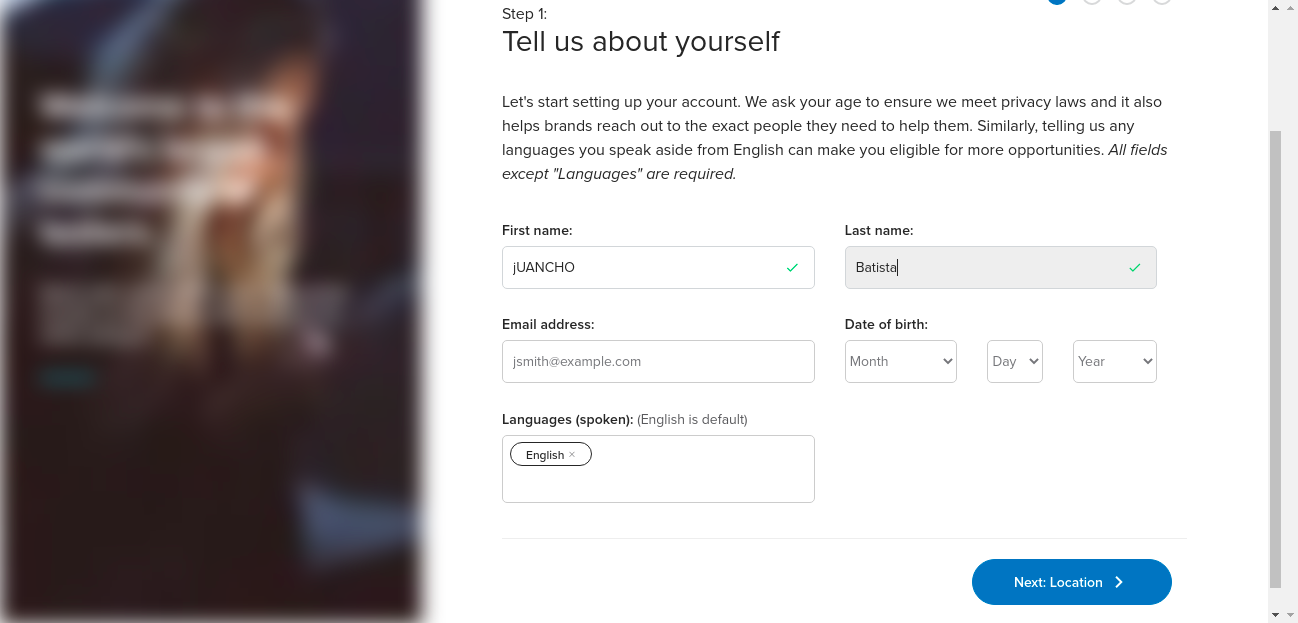 Step 1:
Tell us about yourself
Let's start setting up your account. We ask your age to ensure we meet privacy laws and it also
helps brands reach out to the exact people they need to help them. Similarly, telling us any
languages you speak aside from English can make you eligible for more opportunities. All fields
except "Languages" are required.
First name: Last name:
jUANCHO Batista
Email address: Date of birth:
jsmith@example.com Month Day Year
Languages (spoken): (English is default)
English ×
Next: Location